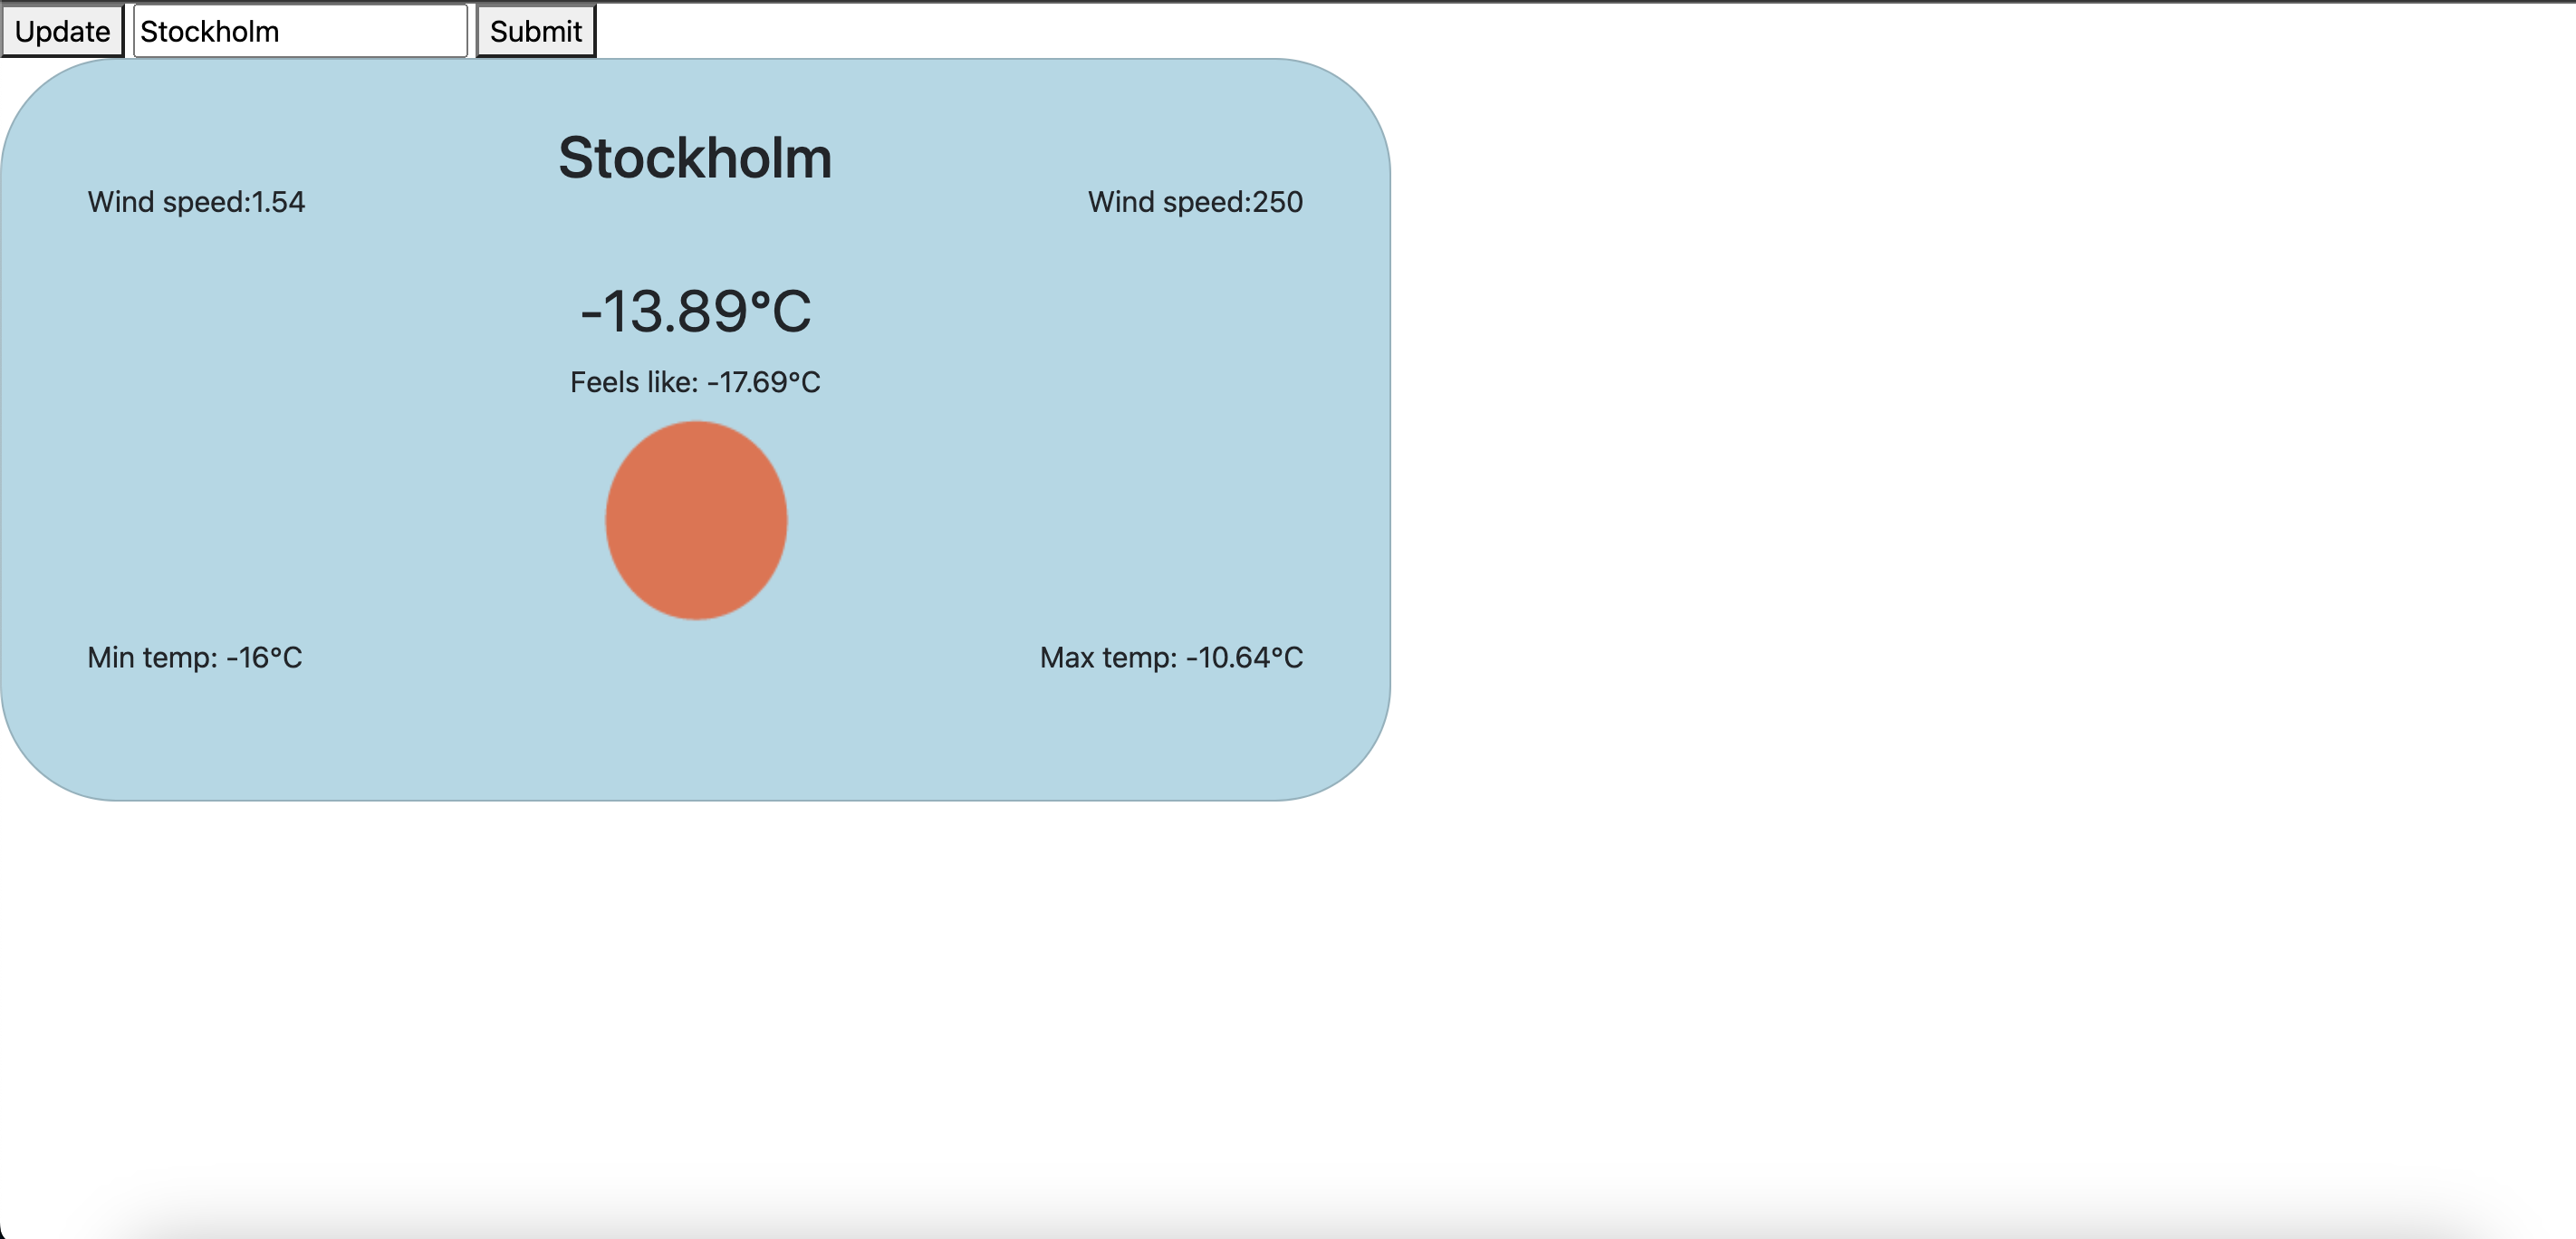 Update Stockholm Submit
Stockholm
Wind speed:1.54 Wind speed:250
-13.89°C
Feels like: -17.69°C
Min temp: -16°C Max temp: -10.64°C